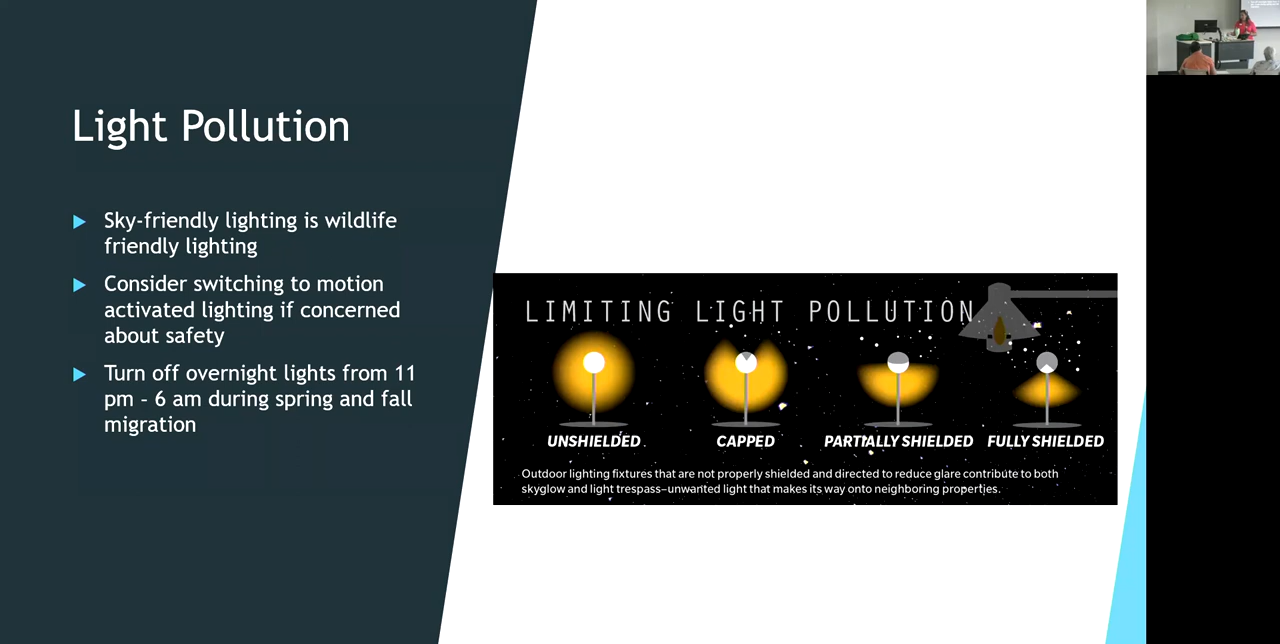 Light Pollution
Sky-friendly lighting is wildlife
friendly lighting
Consider switching to motion
activated lighting if concerned
about safety
Turn off overnight lights from 11
pm – 6 am during spring and fall
migration
LIMITING LIGHT POLLUTION
UNSHIELDED
CAPPED
PARTIALLY SHIELDED
FULLY SHIELDED
Outdoor lighting fixtures that are not properly shielded and directed to reduce glare contribute to both
skyglow and light trespass—unwanted light that makes its way onto neighboring properties.